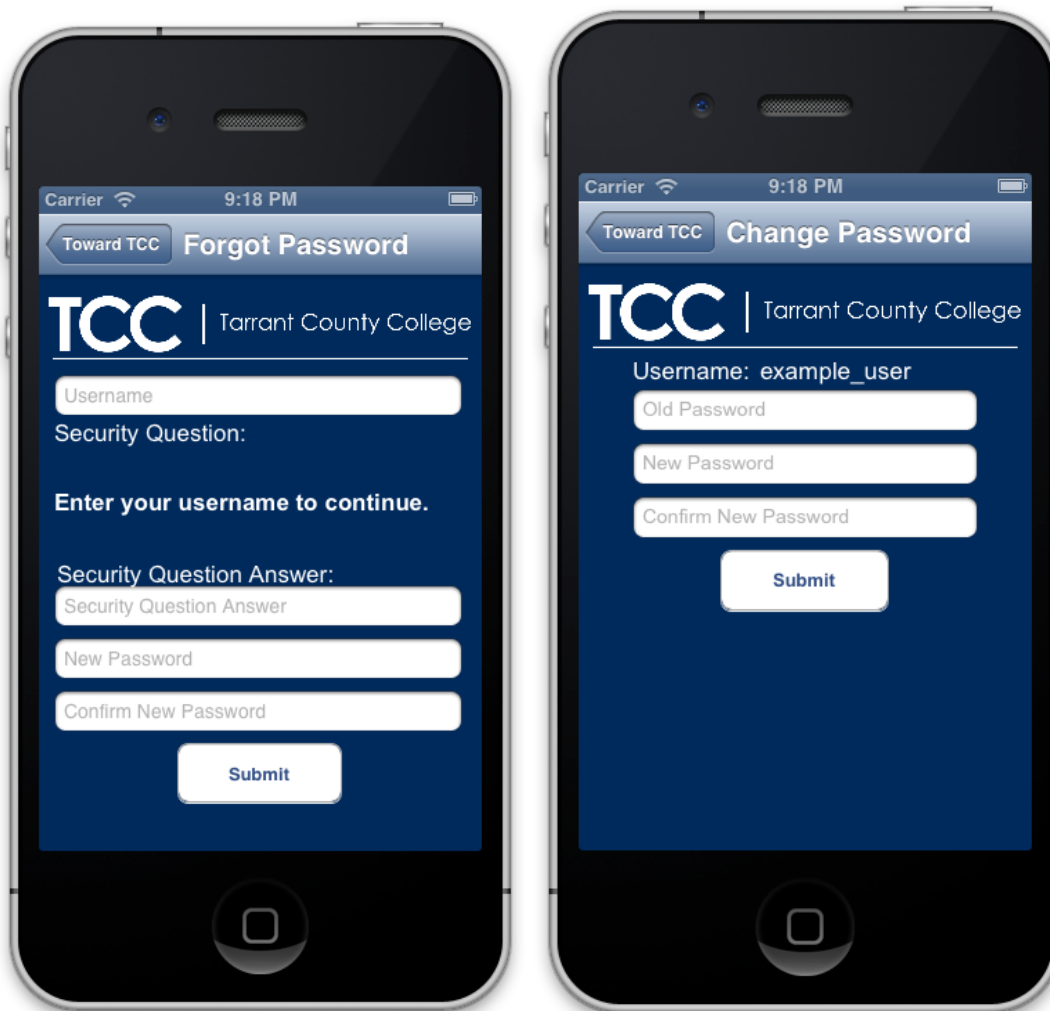 Carrier 9:18 PM
Toward TCC Forgot Password
TCC | Tarrant County College
Username
Security Question:
Enter your username to continue.
Security Question Answer:
Security Question Answer
New Password
Confirm New Password
Submit
Carrier 9:18 PM
Toward TCC Change Password
TCC | Tarrant County College
Username: example_user
Old Password
New Password
Confirm New Password
Submit